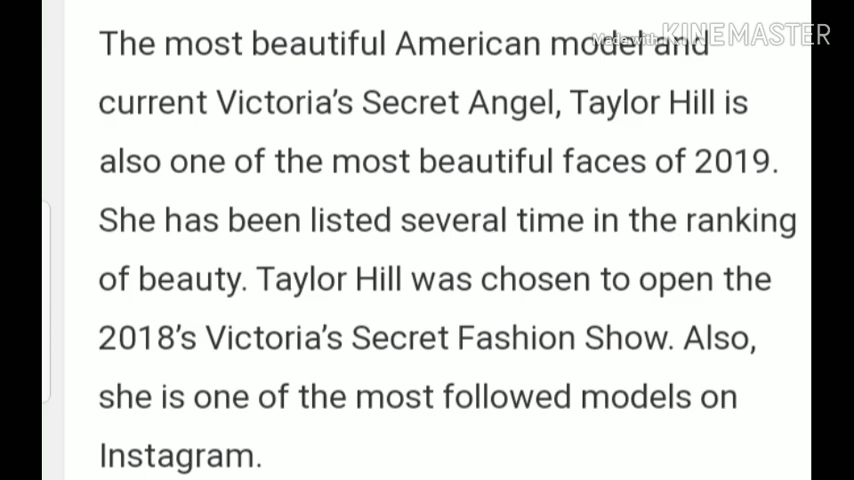 Made with KINEMASTER
The most beautiful American model and
current Victoria's Secret Angel, Taylor Hill is
also one of the most beautiful faces of 2019.
She has been listed several time in the ranking
of beauty. Taylor Hill was chosen to open the
2018's Victoria's Secret Fashion Show. Also,
she is one of the most followed models on
Instagram.